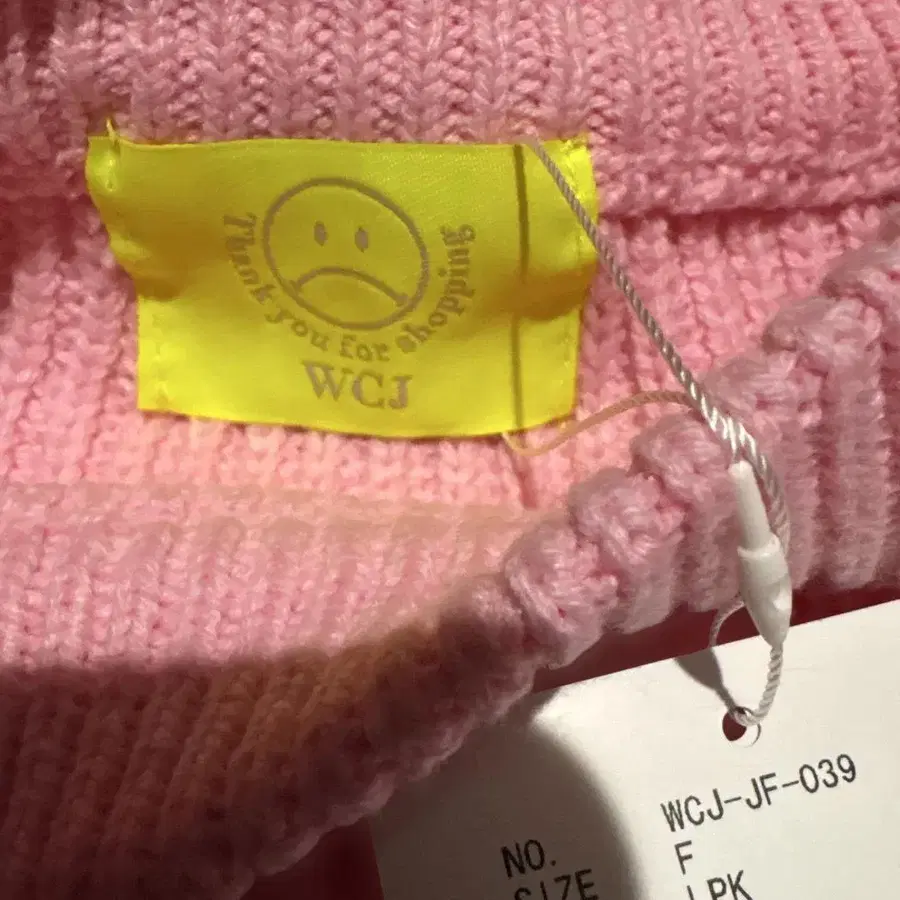 Thank you for shopping
WCJ
WCJ-JF-039
NO. F
SIZE LPK